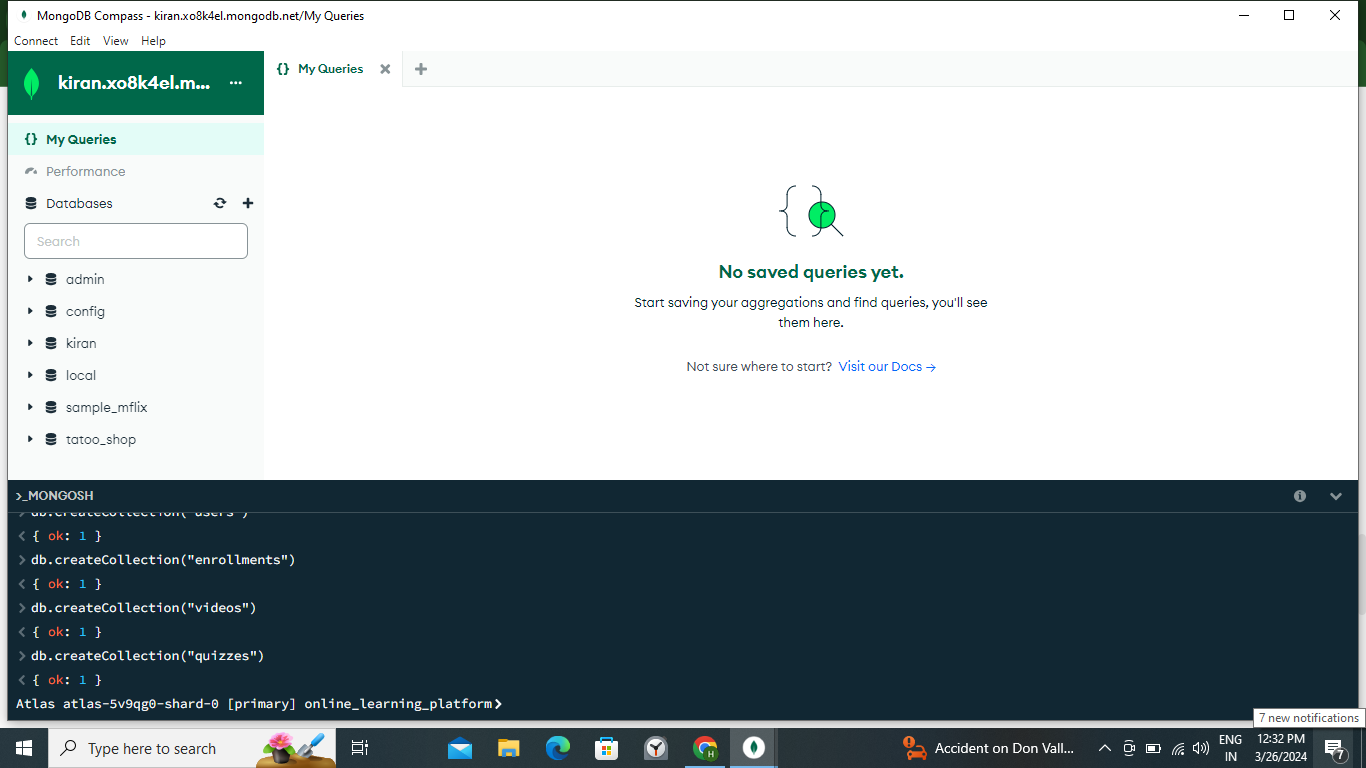 MongoDB Compass - kiran.xo8k4el.mongodb.net/My Queries
Connect Edit View Help
kiran.xo8k4el.m... ...
{} My Queries
{} My Queries
Performance
Databases
Search
admin
config
kiran
local
sample_mflix
tatoo_shop
No saved queries yet.
Start saving your aggregations and find queries, you'll see
them here.
Not sure where to start? Visit our Docs →
>_MONGOSH
> db.createCollection("users")
< { ok: 1 }
> db.createCollection("enrollments")
< { ok: 1 }
> db.createCollection("videos")
< { ok: 1 }
> db.createCollection("quizzes")
< { ok: 1 }
Atlas atlas-5v9qg0-shard-0 [primary] online_learning_platform>
7 new notifications
Type here to search
H
Accident on Don Vall...
ENG
IN
12:32 PM
3/26/2024
7